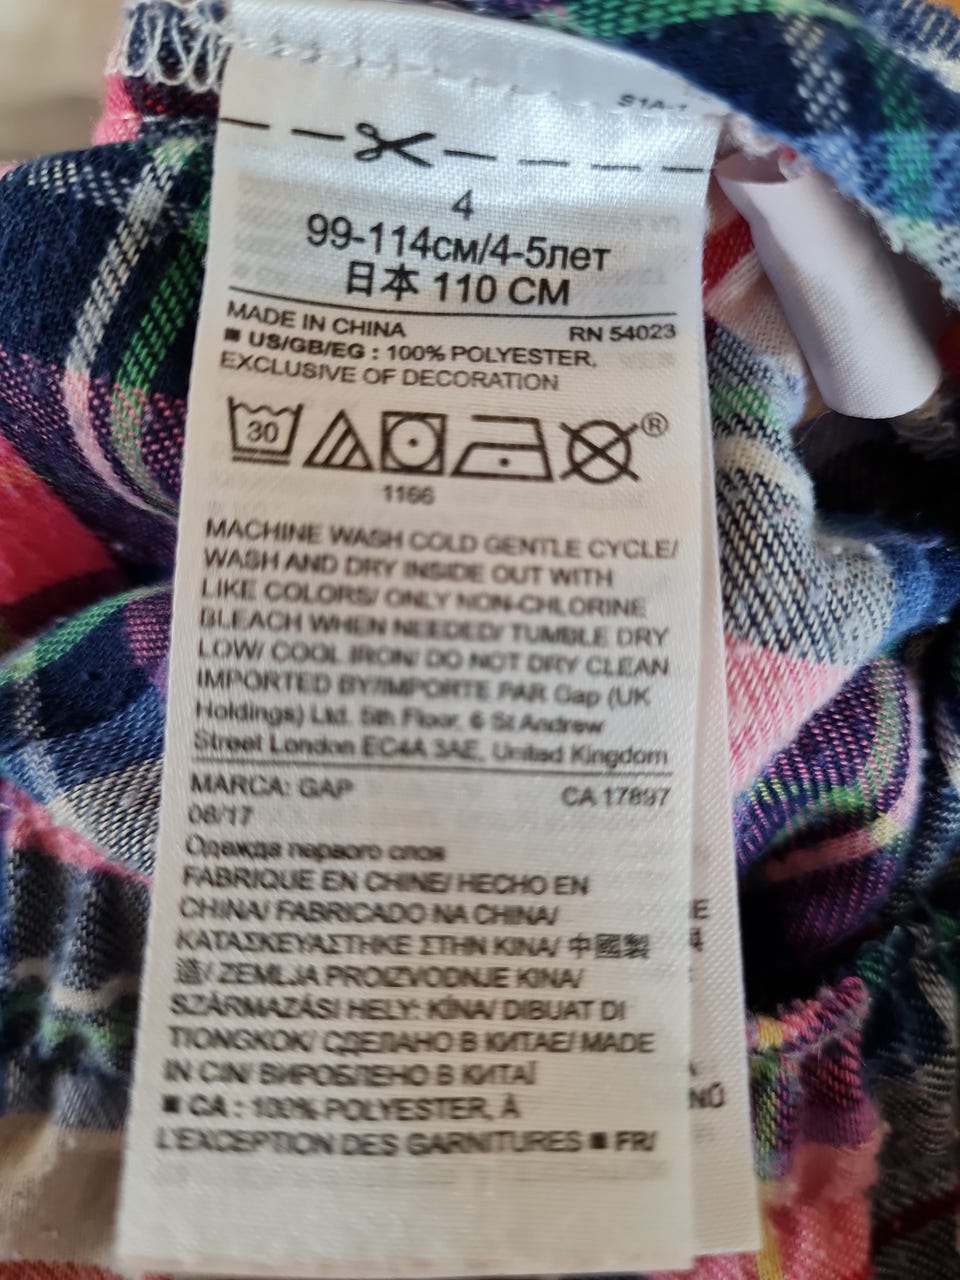 S1A-1
4
99-114см/4-5лет
日本 110 CM
MADE IN CHINA RN 54023
■ US/GB/EG : 100% POLYESTER,
EXCLUSIVE OF DECORATION
30
®
1166
MACHINE WASH COLD GENTLE CYCLE/
WASH AND DRY INSIDE OUT WITH
LIKE COLORS/ ONLY NON-CHLORINE
BLEACH WHEN NEEDED/ TUMBLE DRY
LOW/ COOL IRON/ DO NOT DRY CLEAN
IMPORTED BY/IMPORTE PAR Gap (UK
Holdings) Ltd. 5th Floor, 6 St Andrew
Street London EC4A 3AE, United Kingdom
MARCA: GAP CA 17897
08/17
Одежда первого слоя
FABRIQUE EN CHINE/ HECHO EN
CHINA/ FABRICADO NA CHINA/
ΚΑΤΑΣΚΕΥΑΣΤΗΚΕ ΣΤΗΝ ΚΙΝΑ/ 中國製
造/ ZEMLJA PROIZVODNJE KINA/
SZÁRMAZÁSI HELY: KÍNA/ DIBUAT DI
TIONGKOK/ СДЕЛАНО В КИТАЕ/ MADE
IN CIN/ ВИРОБЛЕНО В КИТАЇ
■ CA : 100% POLYESTER, À
L'EXCEPTION DES GARNITURES ■ FR/